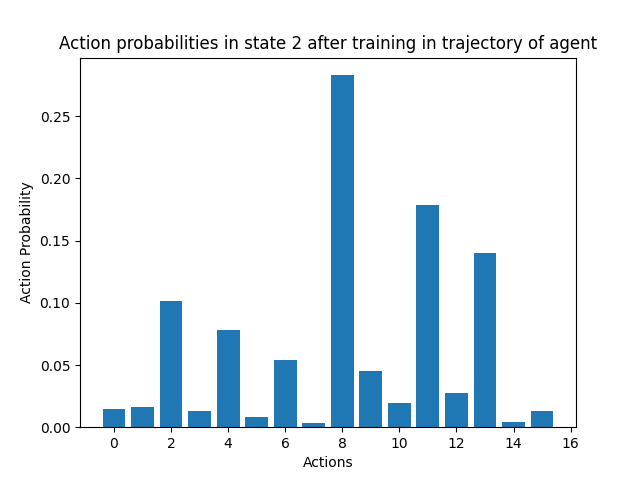 Action probabilities in state 2 after training in trajectory of agent
Action Probability
0.25
0.20
0.15
0.10
0.05
0.00
0 2 4 6 8 10 12 14 16
Actions